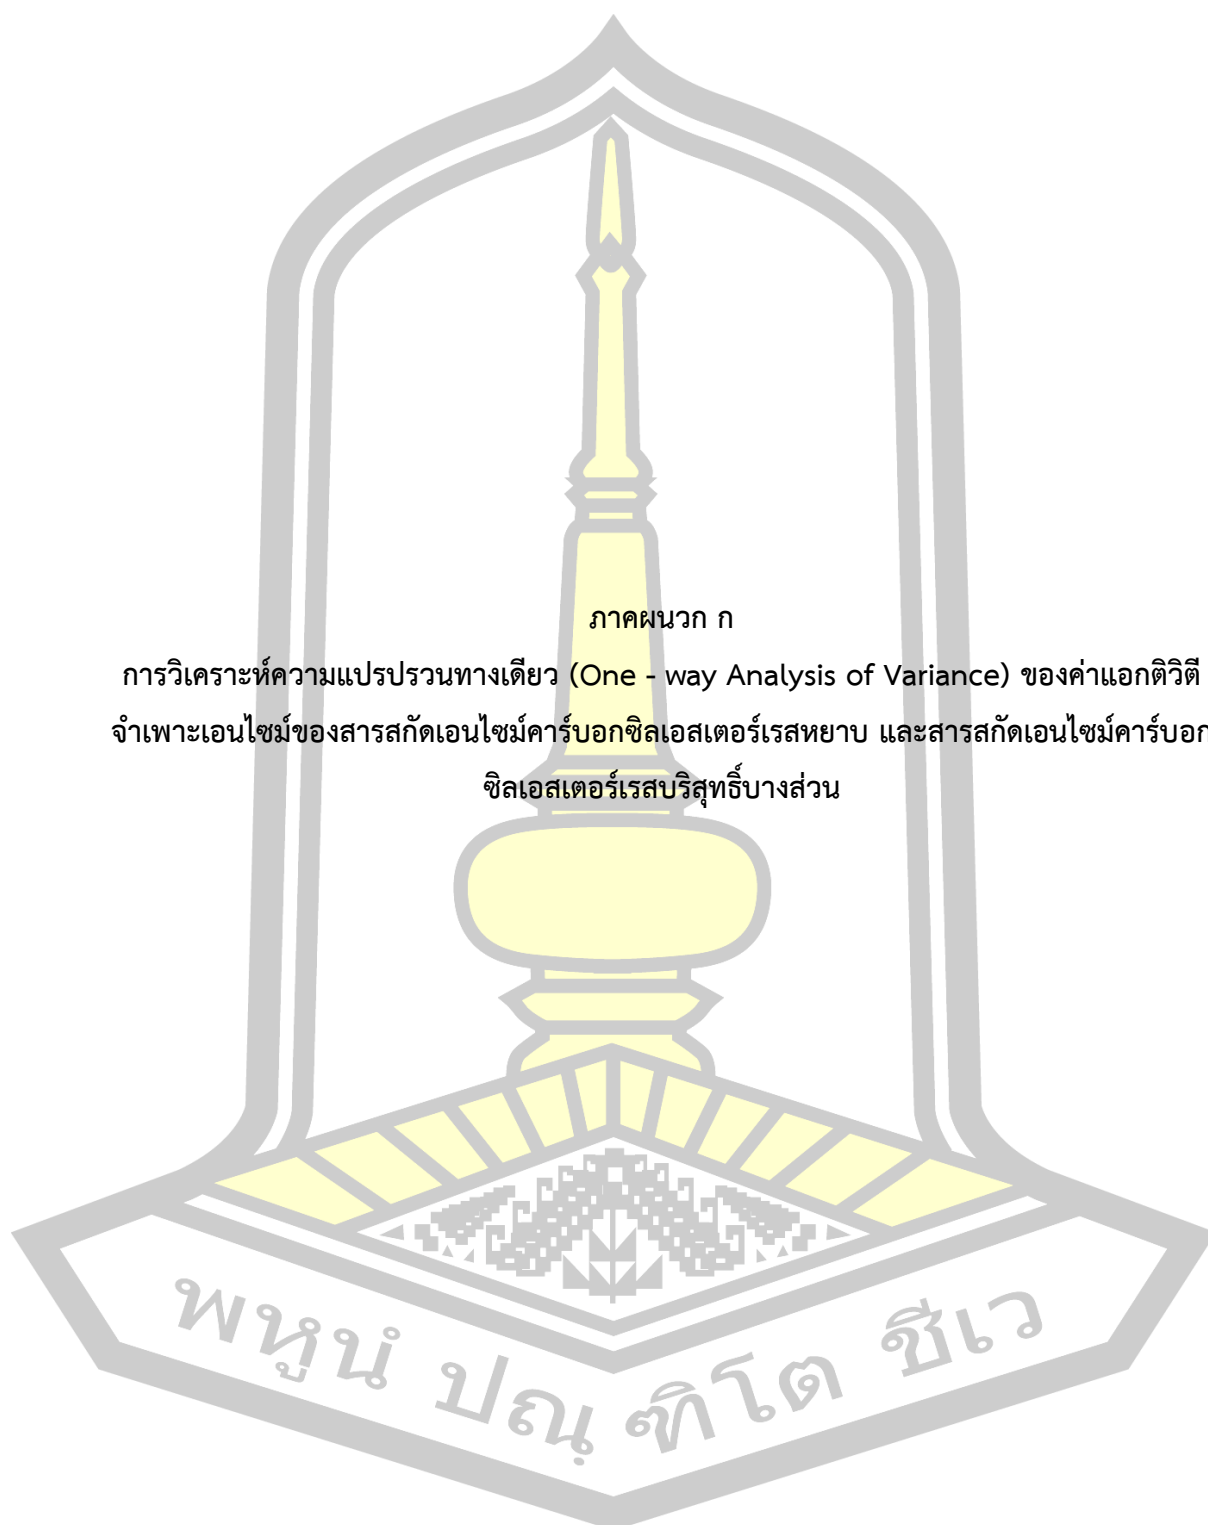 ภาคผนวก ก
การวิเคราะห์ความแปรปรวนทางเดียว (One - way Analysis of Variance) ของค่าแอกติวิตี
จำเพาะเอนไซม์ของสารสกัดเอนไซม์คาร์บอกซิลเอสเตอร์เรสหยาบ และสารสกัดเอนไซม์คาร์บอก
ซิลเอสเตอร์เรสบริสุทธิ์บางส่วน
พหูนํ ปณฺฑิโต ชีเว